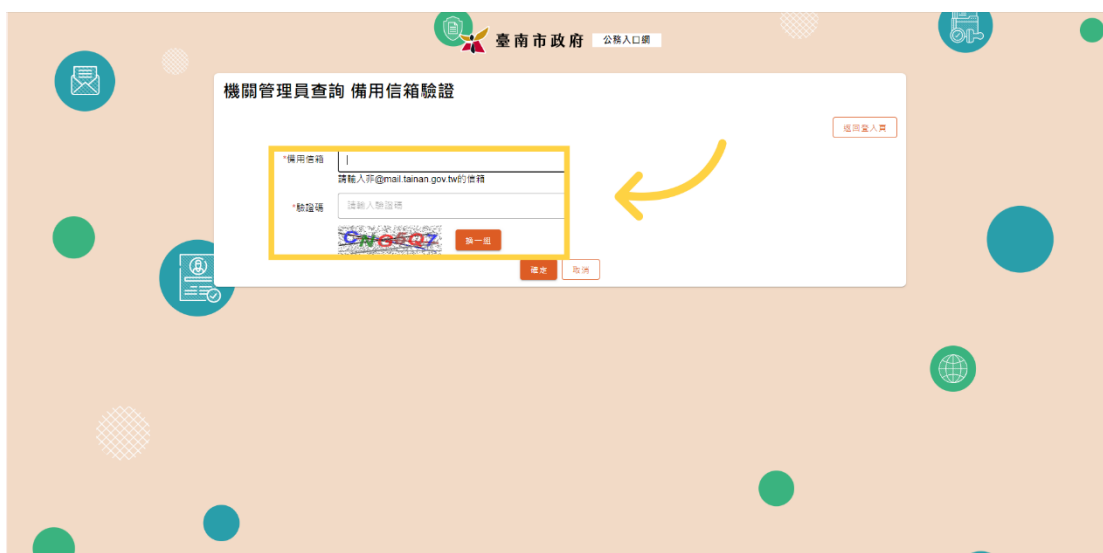 臺南市政府 公務人口網
機關管理員查詢 備用信箱驗證
返回登入頁
*備用信箱
請輸入非@mail.tainan.gov.tw的信箱
*驗證碼 請輸入驗證碼
CNG5Q7 換一組
確定 取消